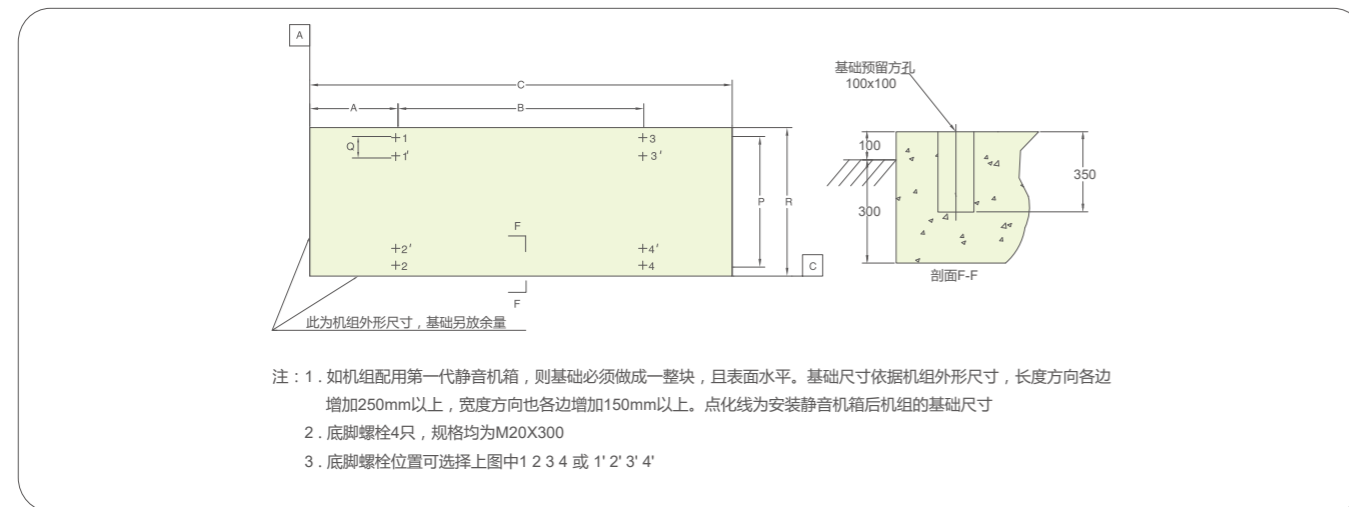 A
C
A
B
基础预留方孔
100x100
1
3
Q
1'
3'
100
350
P
R
300
F
2'
4'
2
4
C
F
剖面F-F
此为机组外形尺寸，基础另放余量
注：1．如机组配用第一代静音机箱，则基础必须做成一整块，且表面水平。基础尺寸依据机组外形尺寸，长度方向各边
增加250mm以上，宽度方向也各边增加150mm以上。点化线为安装静音机箱后机组的基础尺寸
2．底脚螺栓4只，规格均为M20X300
3．底脚螺栓位置可选择上图中1 2 3 4 或 1' 2' 3' 4'